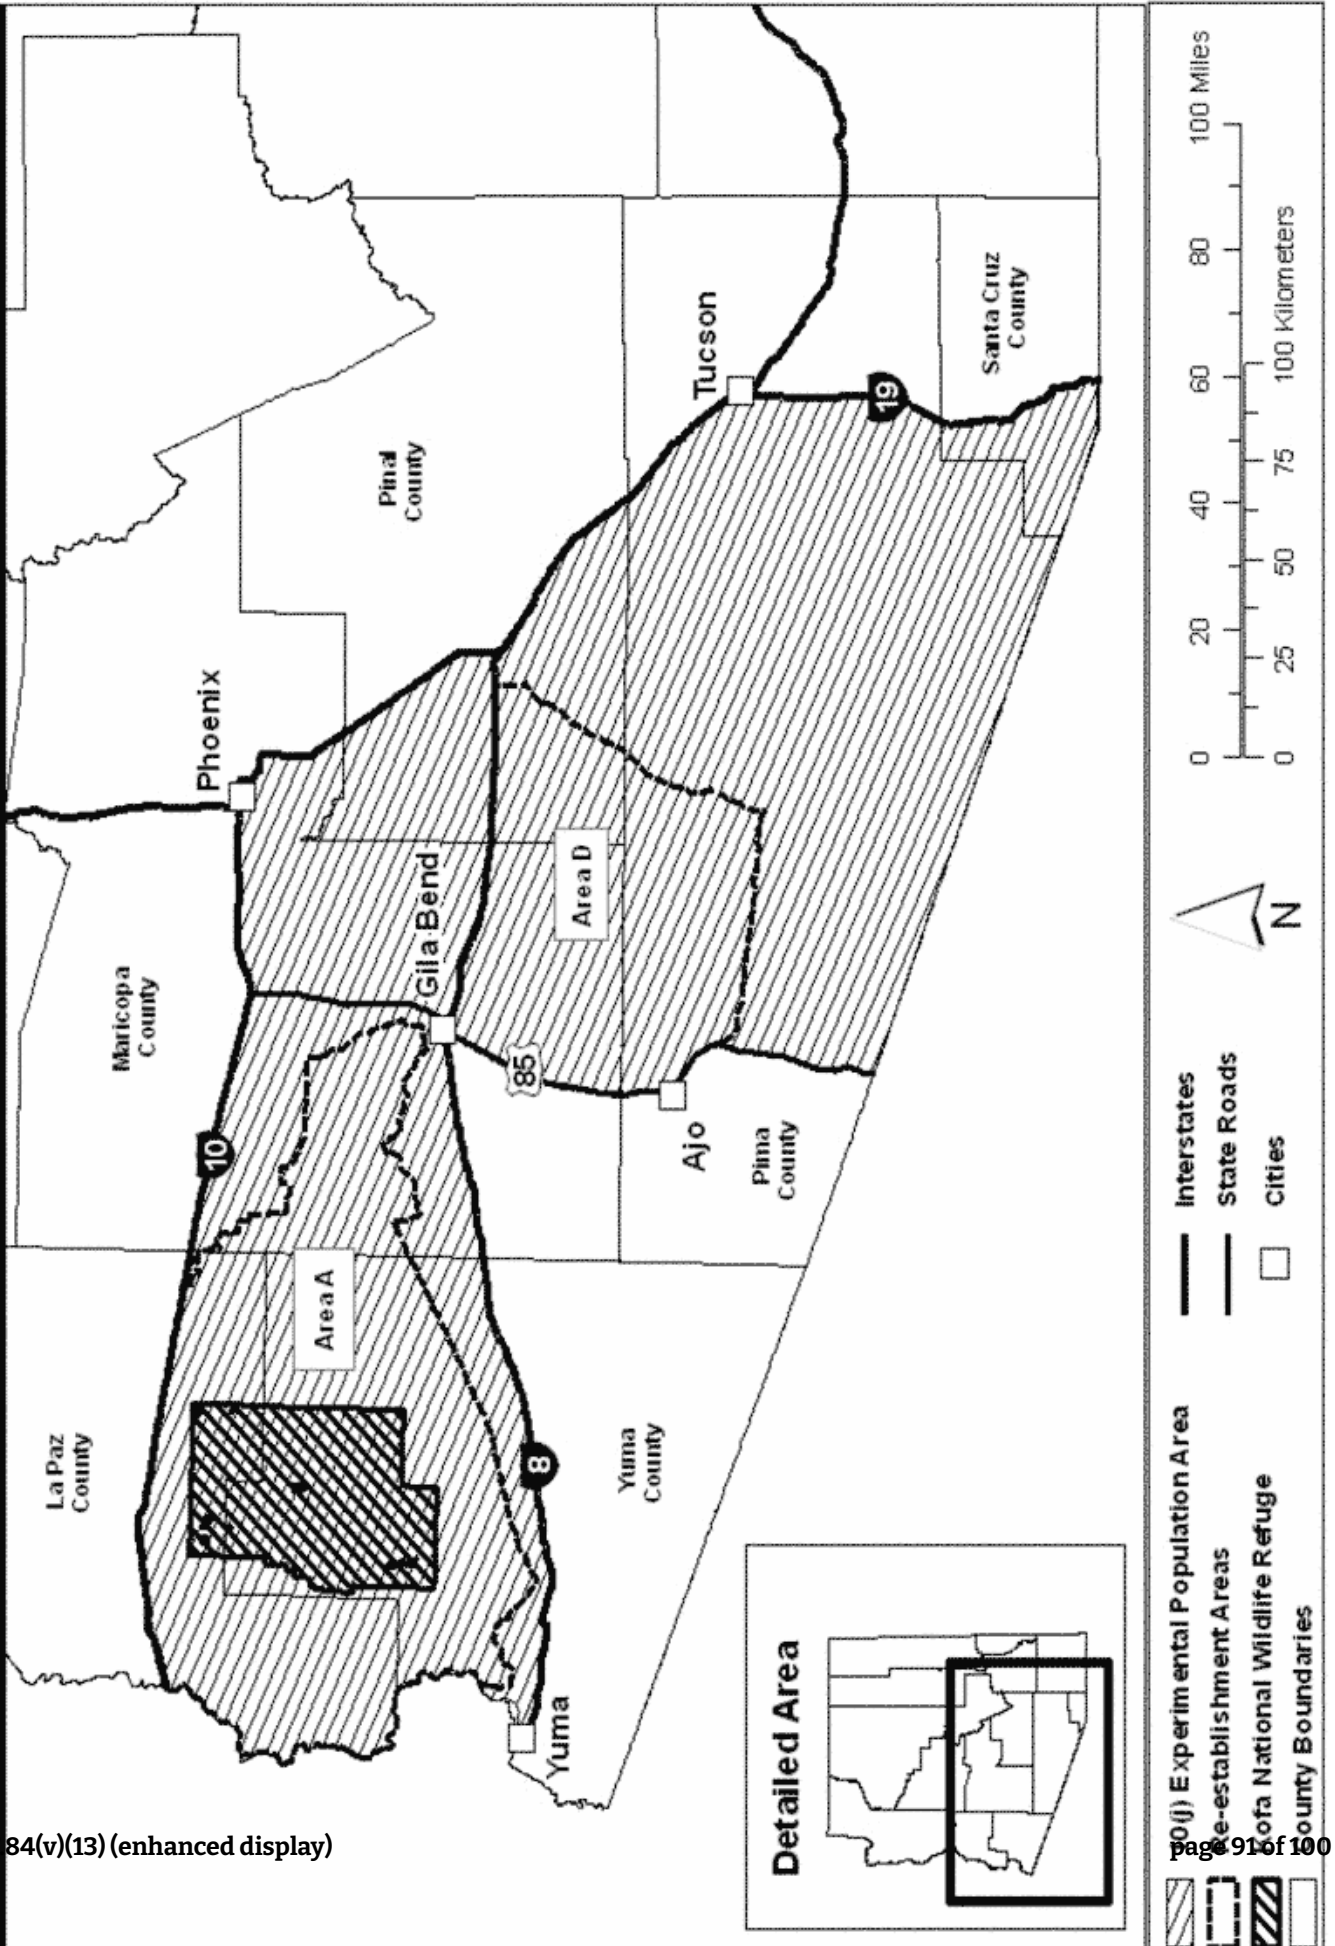 Phoenix
Tucson
Gila Bend
Ajo
Yuma
Maricopa
County
Pinal
County
Santa Cruz
County
Pima
County
La Paz
County
Yuma
County
Area A
Area D
10
85
8
19
Detailed Area
0 20 40 60 80 100 Miles
0 25 50 75 100 Kilometers
N
Interstates
State Roads
Cities
10(j) Experimental Population Area
Re-establishment Areas
Kofa National Wildlife Refuge
County Boundaries
84(v)(13) (enhanced display)
page 91 of 100